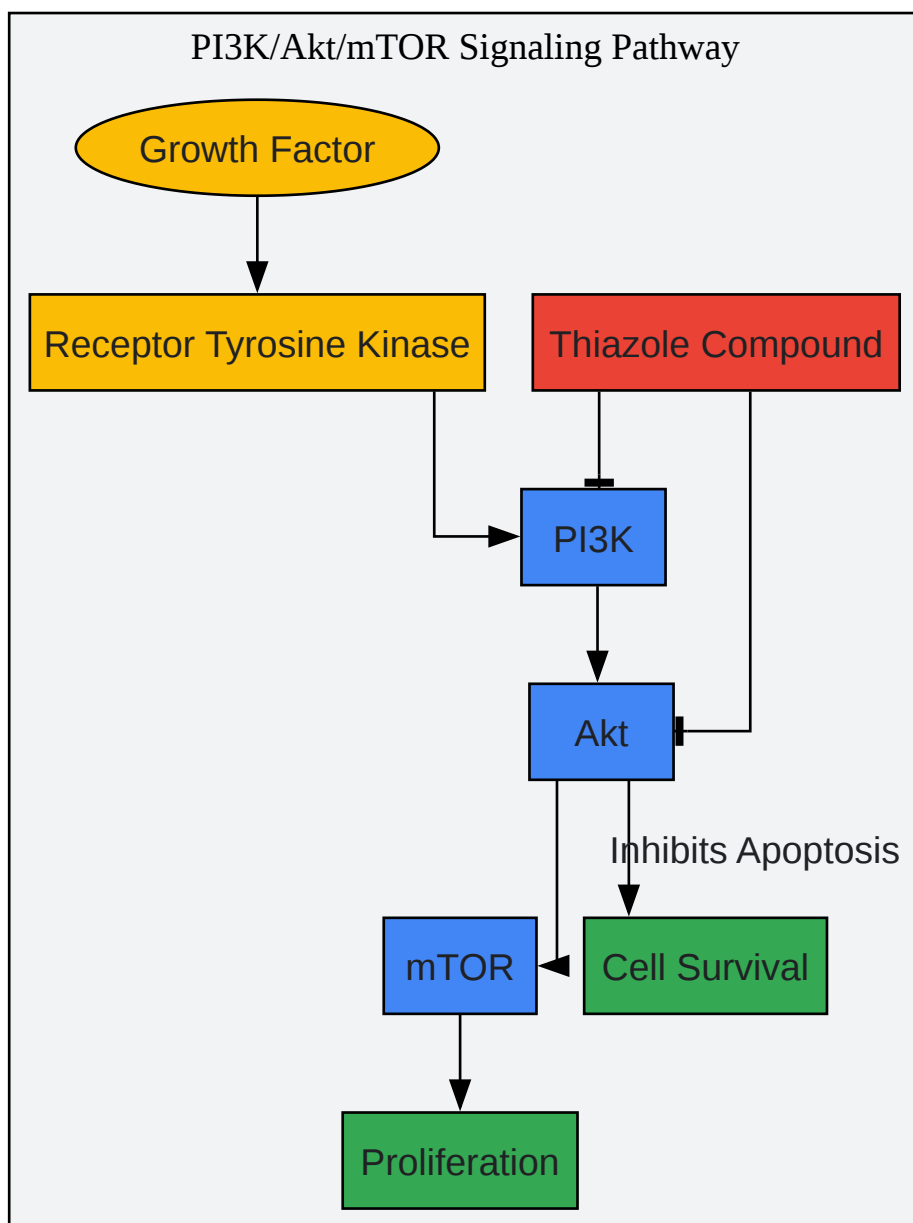 PI3K/Akt/mTOR Signaling Pathway
Growth Factor
Receptor Tyrosine Kinase
Thiazole Compound
PI3K
Akt
Inhibits Apoptosis
mTOR
Cell Survival
Proliferation